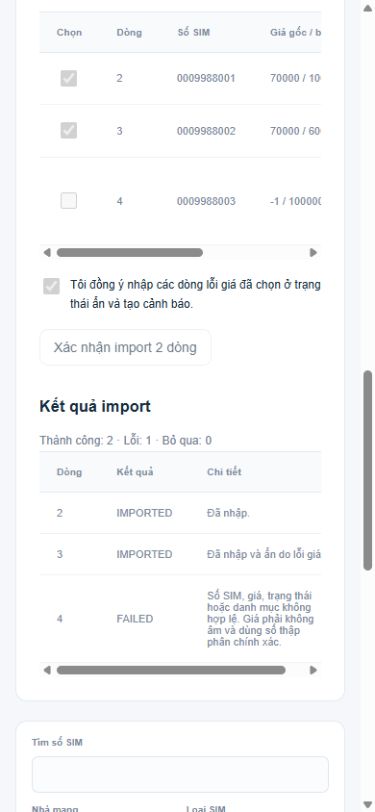 Chọn Dòng Số SIM Giá gốc / b
2 0009988001 70000 / 10
3 0009988002 70000 / 60
4 0009988003 -1 / 100000
Tôi đồng ý nhập các dòng lỗi giá đã chọn ở trạng
thái ẩn và tạo cảnh báo.
Xác nhận import 2 dòng
Kết quả import
Thành công: 2 · Lỗi: 1 · Bỏ qua: 0
Dòng Kết quả Chi tiết
2 IMPORTED Đã nhập.
3 IMPORTED Đã nhập và ẩn do lỗi giá
4 FAILED Số SIM, giá, trạng thái
hoặc danh mục không
hợp lệ. Giá phải không
âm và dùng số thập
phân chính xác.
Tìm số SIM
Nhà mạng Loại SIM